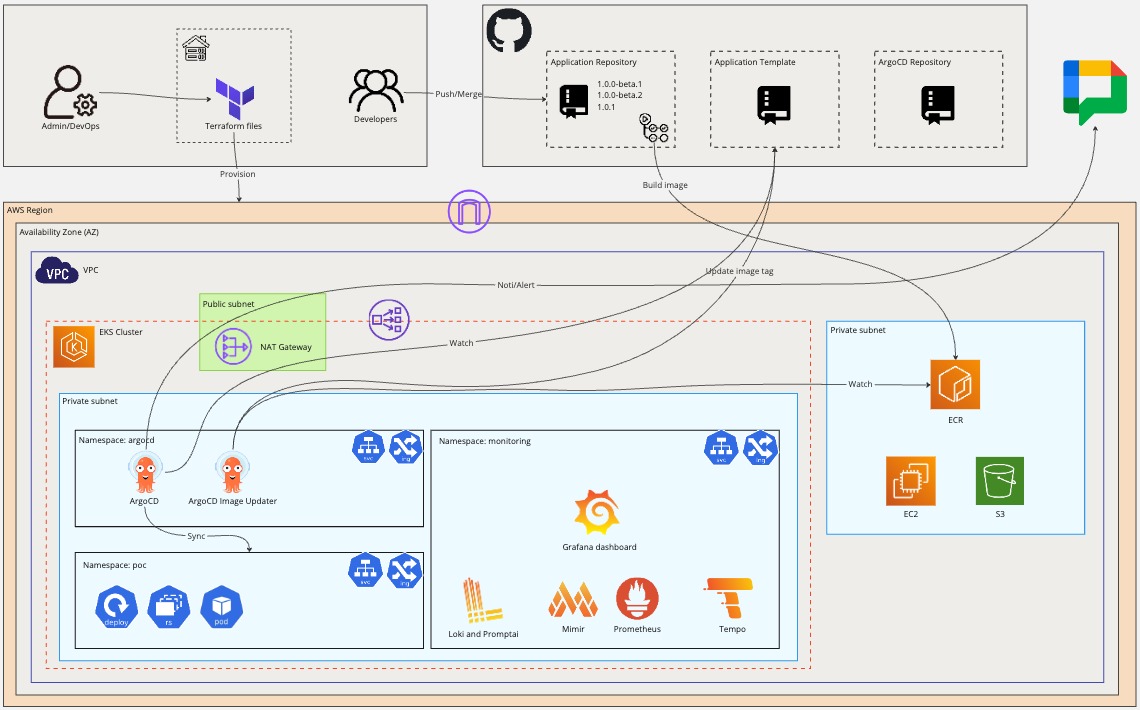 Admin/DevOps
Terraform files
Developers
Push/Merge
Provision
Application Repository
1.0.0-beta.1
1.0.0-beta.2
1.0.1
Application Template
ArgoCD Repository
Build image
AWS Region
Availability Zone (AZ)
VPC
VPC
Update image tag
Noti/Alert
Public subnet
NAT Gateway
EKS Cluster
Watch
Private subnet
ECR
EC2
S3
Watch
Private subnet
Namespace: argocd
svc
ing
ArgoCD
ArgoCD Image Updater
Sync
Namespace: poc
svc
ing
deploy
rs
pod
Namespace: monitoring
svc
ing
Grafana dashboard
Loki and Promptai
Mimir
Prometheus
Tempo